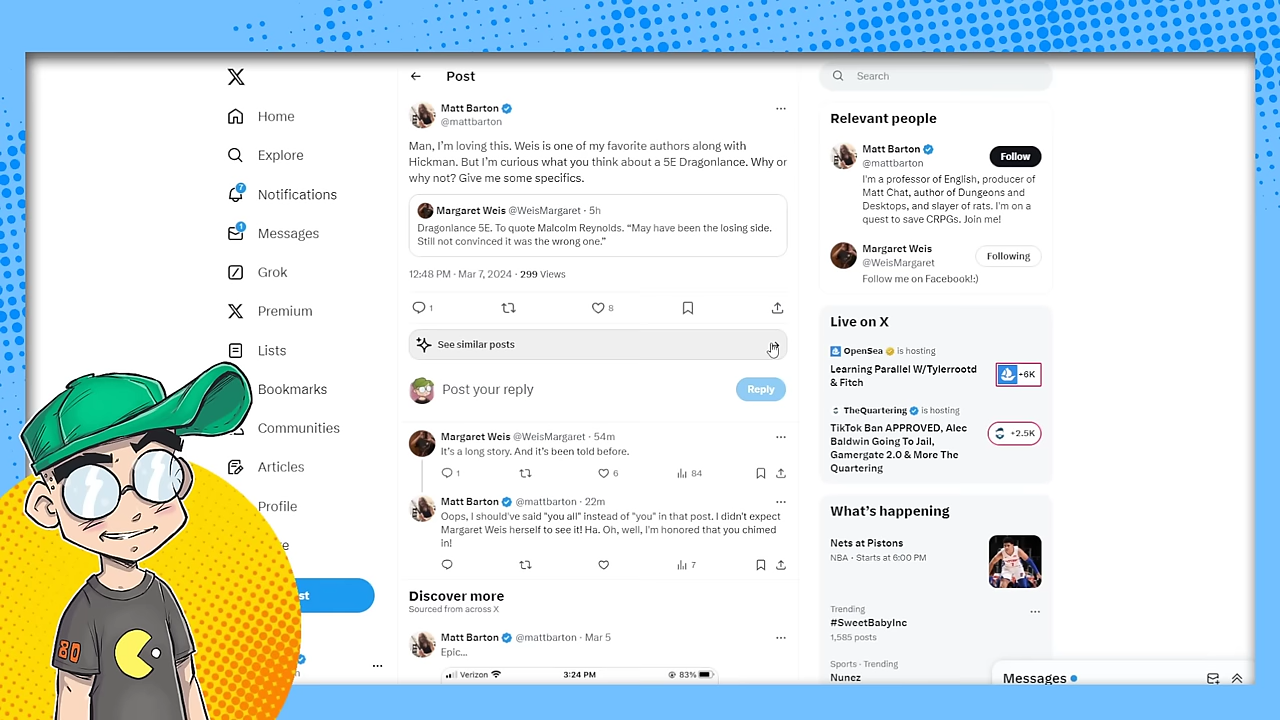 Post
Search
Home
Explore
7
Notifications
1
Messages
Grok
Premium
Lists
Bookmarks
Communities
Articles
Profile
st
Matt Barton
@mattbarton
Man, I'm loving this. Weis is one of my favorite authors along with
Hickman. But I'm curious what you think about a 5E Dragonlance. Why or
why not? Give me some specifics.
Margaret Weis @WeisMargaret · 5h
Dragonlance 5E. To quote Malcolm Reynolds. "May have been the losing side.
Still not convinced it was the wrong one."
12:48 PM · Mar 7, 2024 · 299 Views
1
8
See similar posts
Post your reply
Reply
Margaret Weis @WeisMargaret · 54m
It's a long story. And it's been told before.
1
6
84
Matt Barton @mattbarton · 22m
Oops, I should've said "you all" instead of "you" in that post. I didn't expect
Margaret Weis herself to see it! Ha. Oh, well, I'm honored that you chimed
in!
7
Discover more
Sourced from across X
Matt Barton @mattbarton · Mar 5
Epic...
Verizon
3:24 PM
83%
Relevant people
Matt Barton
@mattbarton
Follow
I'm a professor of English, producer of
Matt Chat, author of Dungeons and
Desktops, and slayer of rats. I'm on a
quest to save CRPGs. Join me!
Margaret Weis
@WeisMargaret
Following
Follow me on Facebook!:)
Live on X
OpenSea is hosting
Learning Parallel W/Tylerrootd
& Fitch
+6K
TheQuartering is hosting
TikTok Ban APPROVED, Alec
Baldwin Going To Jail,
Gamergate 2.0 & More The
Quartering
+2.5K
What's happening
Nets at Pistons
NBA · Starts at 6:00 PM
Trending
#SweetBabyInc
1,585 posts
Sports · Trending
Nunez
Messages
80